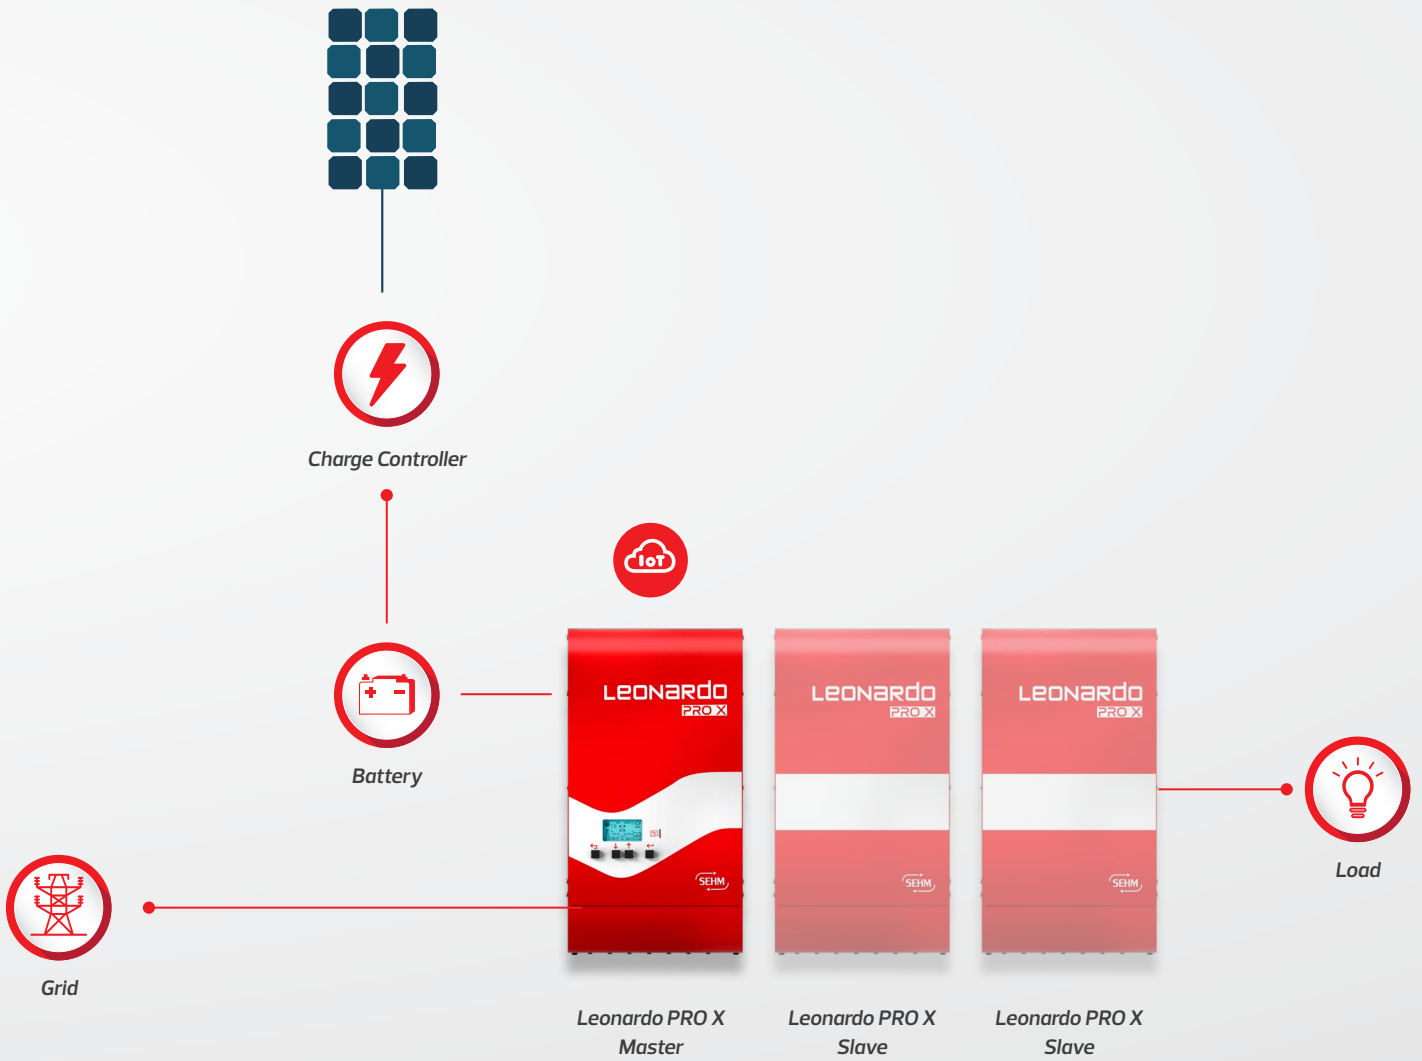 Charge Controller
IoT
Battery
LEONARDO
PRO X
SEHM
LEONARDO
PRO X
SEHM
LEONARDO
PRO X
SEHM
Load
Grid
Leonardo PRO X
Master
Leonardo PRO X
Slave
Leonardo PRO X
Slave